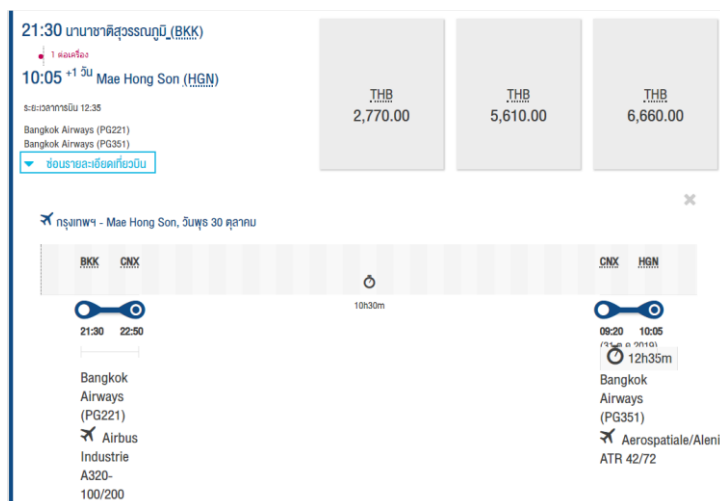 21:30 นานาชาติสุวรรณภูมิ (BKK)
1 ต่อเครื่อง
10:05 +1 วัน Mae Hong Son (HGN)
ระยะเวลาการบิน 12:35
Bangkok Airways (PG221)
Bangkok Airways (PG351)
ซ่อนรายละเอียดเที่ยวบิน
THB
2,770.00
THB
5,610.00
THB
6,660.00
กรุงเทพฯ - Mae Hong Son, วันพุธ 30 ตุลาคม
BKK CNX
CNX HGN
10h30m
21:30 22:50
09:20 10:05
(31 ต.ค. 2019)
12h35m
Bangkok
Airways
(PG221)
Airbus
Industrie
A320-
100/200
Bangkok
Airways
(PG351)
Aerospatiale/Aleni
ATR 42/72